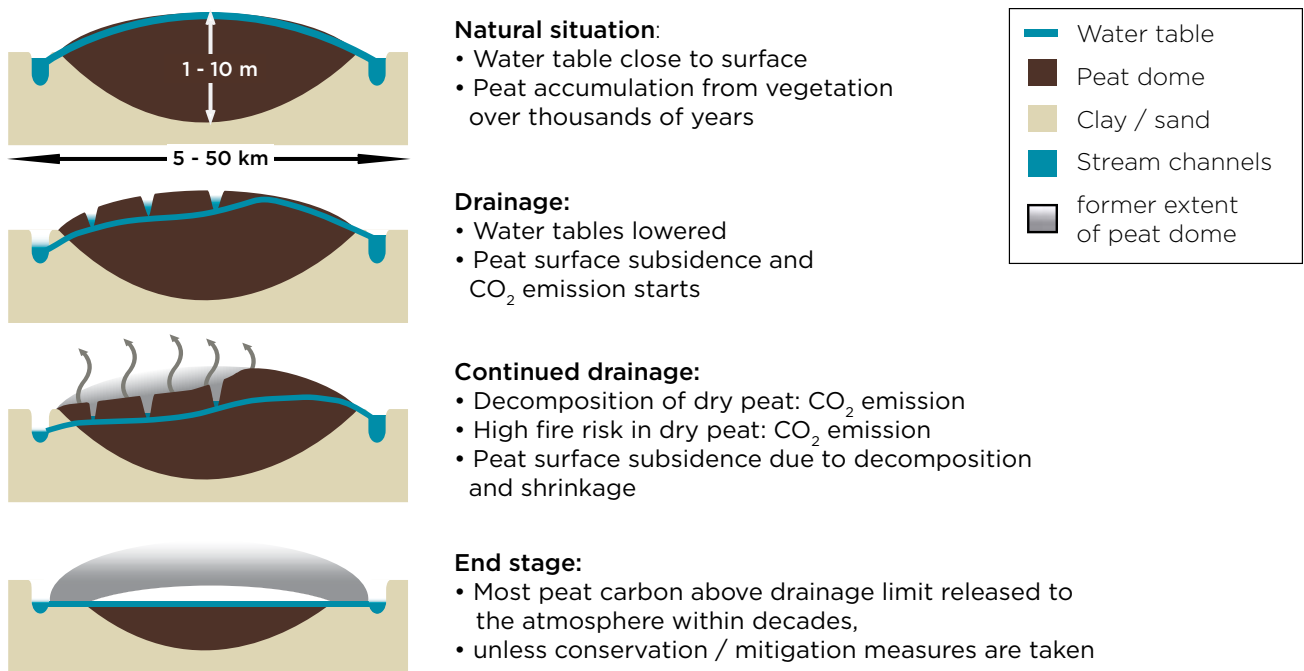 Natural situation:
• Water table close to surface
• Peat accumulation from vegetation
over thousands of years
1 - 10 m
5 - 50 km
Drainage:
• Water tables lowered
• Peat surface subsidence and
CO₂ emission starts
Continued drainage:
• Decomposition of dry peat: CO₂ emission
• High fire risk in dry peat: CO₂ emission
• Peat surface subsidence due to decomposition
and shrinkage
End stage:
• Most peat carbon above drainage limit released to
the atmosphere within decades,
• unless conservation / mitigation measures are taken
Water table
Peat dome
Clay / sand
Stream channels
former extent
of peat dome